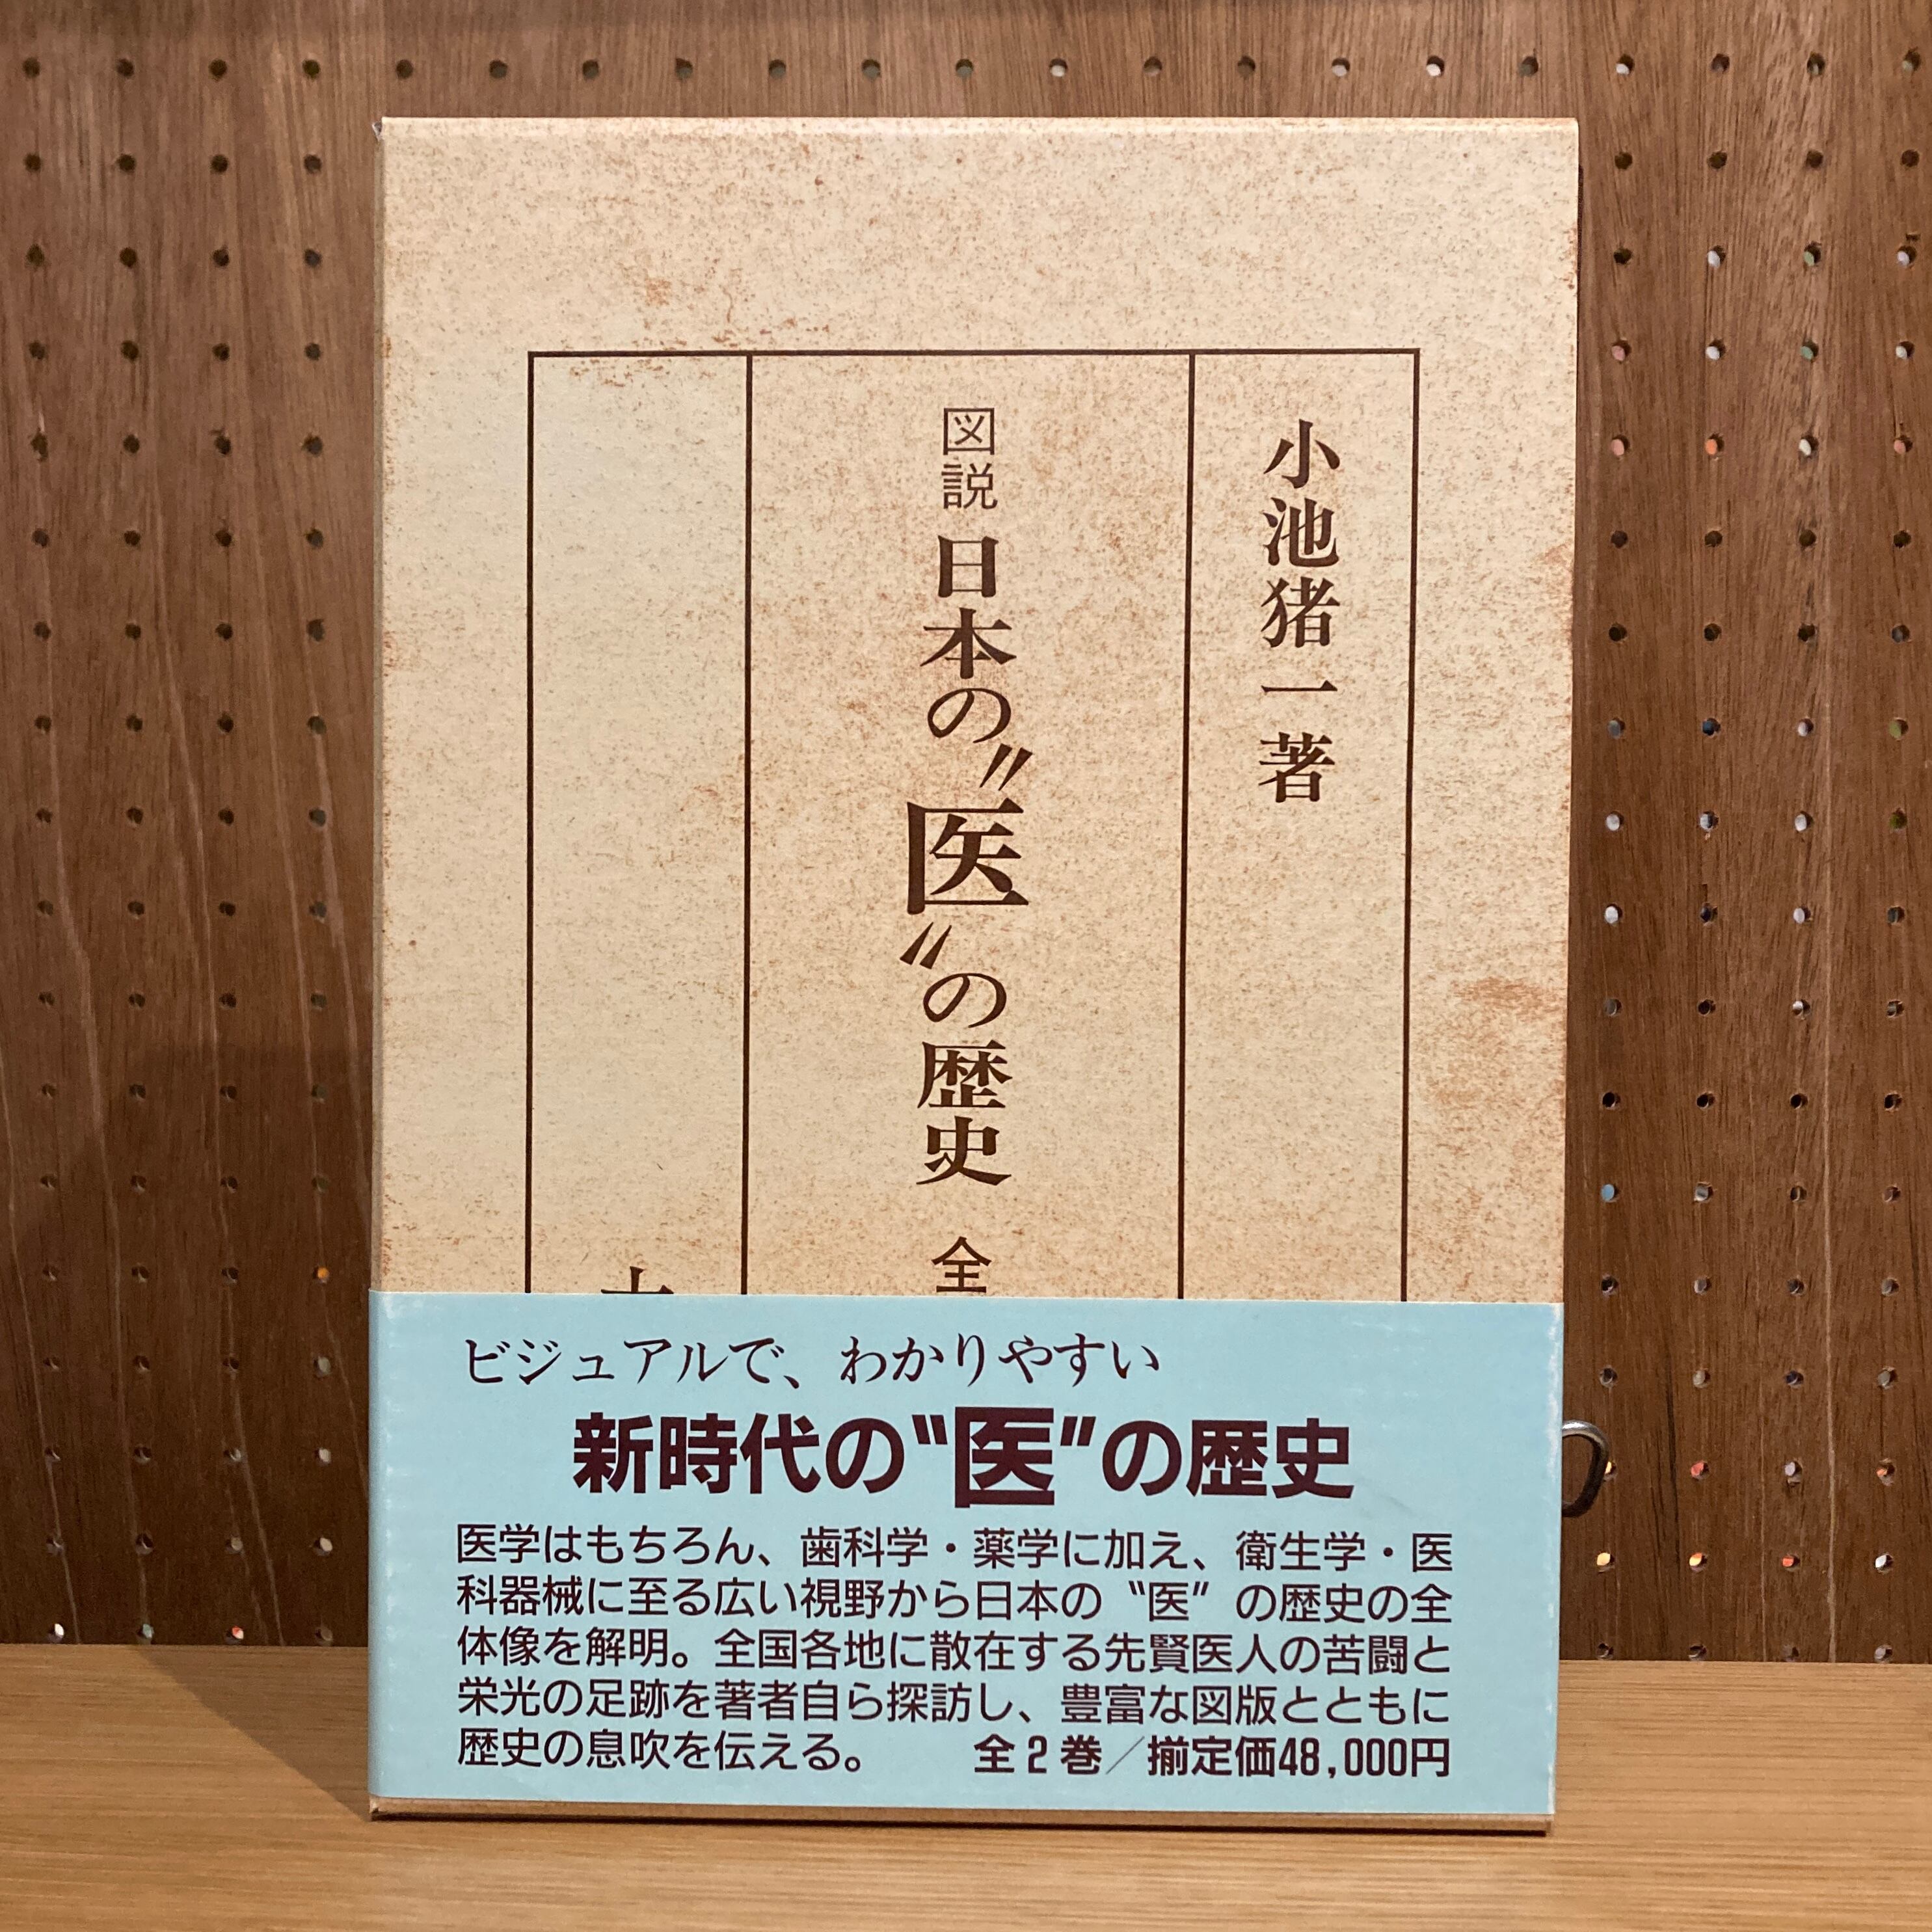 小池猪一 著
図説 日本の〝医〟の歴史 全
ビジュアルで、わかりやすい
新時代の〝医〟の歴史
医学はもちろん、歯科学・薬学に加え、衛生学・医
科器械に至る広い視野から日本の〝医〟の歴史の全
体像を解明。全国各地に散在する先賢医人の苦闘と
栄光の足跡を著者自ら探訪し、豊富な図版とともに
歴史の息吹を伝える。 全2巻／揃定価48,000円